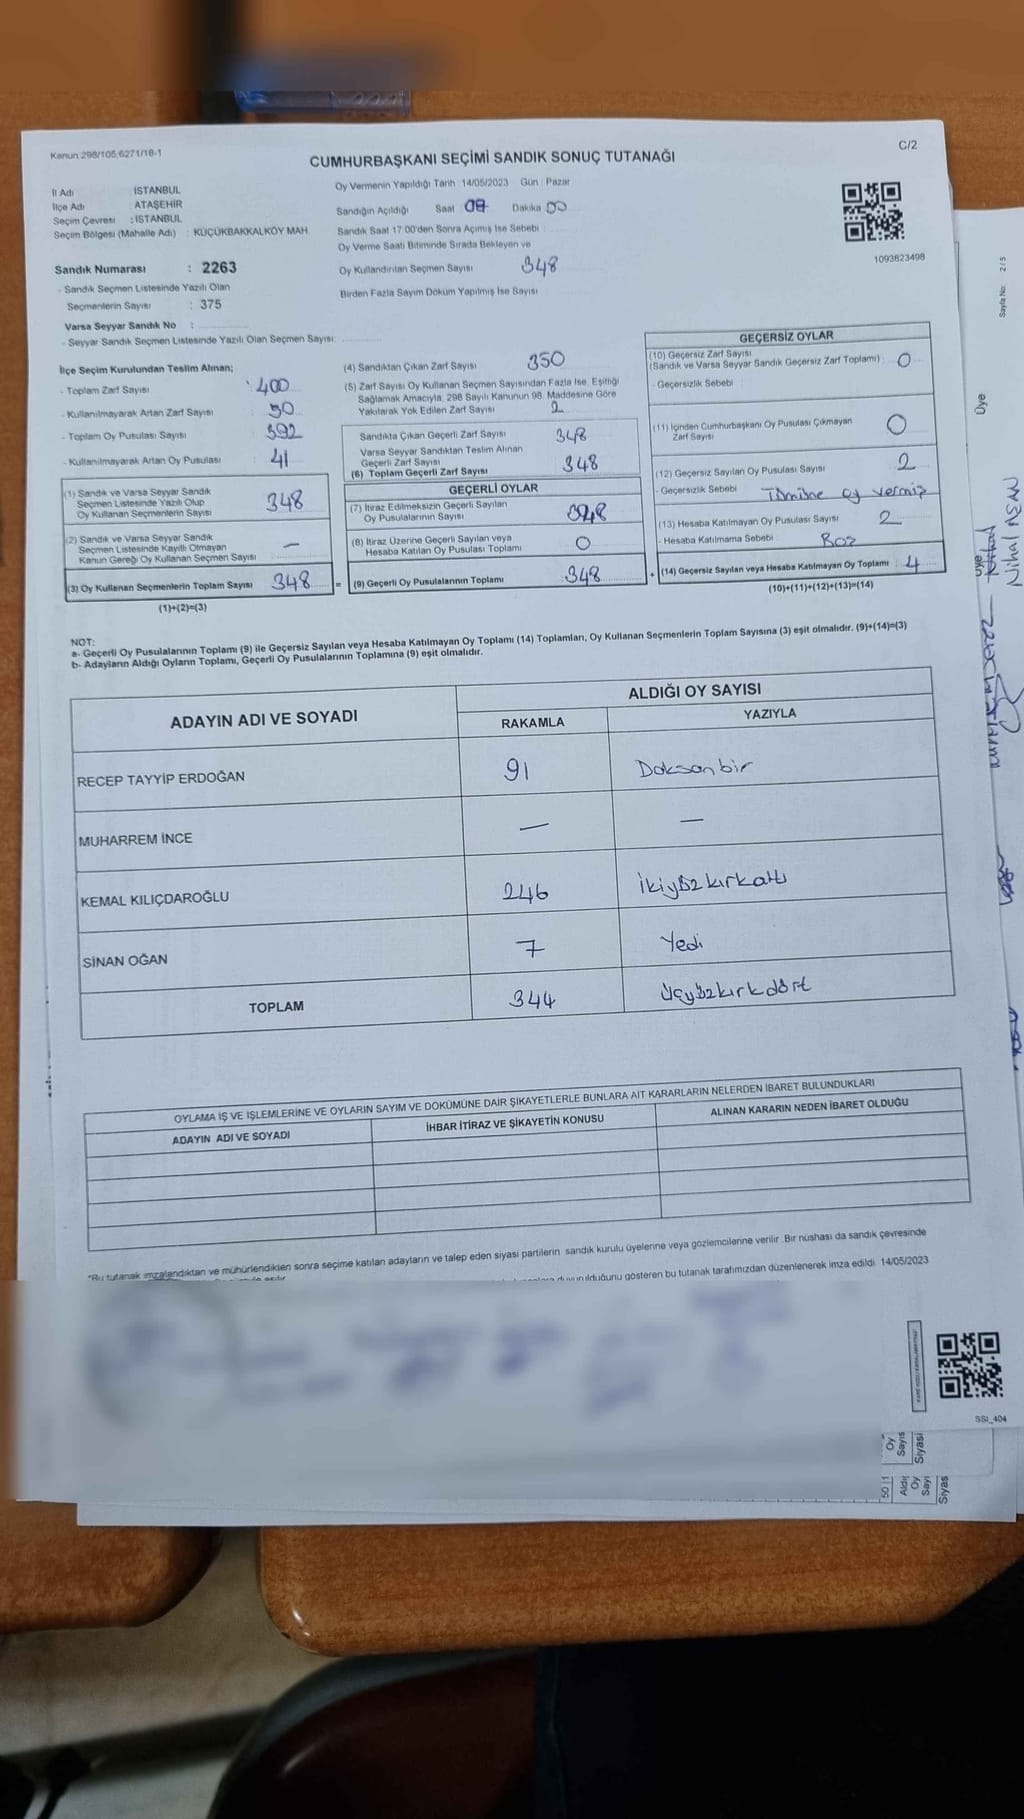 Kanun 298/105,6271/18-1
C/2
CUMHURBAŞKANI SEÇİMİ SANDIK SONUÇ TUTANAĞI
İl Adı : İSTANBUL
İlçe Adı : ATAŞEHİR
Seçim Çevresi : İSTANBUL
Seçim Bölgesi (Mahalle Adı) : KÜÇÜKBAKKALKÖY MAH.
Oy Vermenin Yapıldığı Tarih : 14/05/2023 Gün : Pazar
Sandığın Açıldığı Saat 08 Dakika 00
Sandık Saat 17:00'den Sonra Açımış İse Sebebi :
Oy Verme Saati Bitiminde Sırada Bekleyen ve
Oy Kullandırılan Seçmen Sayısı 348
Birden Fazla Sayım Döküm Yapılmış İse Sayısı :
1093823498
Sandık Numarası : 2263
- Sandık Seçmen Listesinde Yazılı Olan
Seçmenlerin Sayısı : 375
Varsa Seyyar Sandık No :
- Seyyar Sandık Seçmen Listesinde Yazılı Olan Seçmen Sayısı:
İlçe Seçim Kurulundan Teslim Alınan;
- Toplam Zarf Sayısı : 400
- Kullanılmayarak Artan Zarf Sayısı : 50
- Toplam Oy Pusulası Sayısı : 392
- Kullanılmayarak Artan Oy Pusulası : 41
(1) Sandık ve Varsa Seyyar Sandık
Seçmen Listesinde Yazılı Olup
Oy Kullanan Seçmenlerin Sayısı 348
(2) Sandık ve Varsa Seyyar Sandık
Seçmen Listesinde Kayıtlı Olmayan
Kanun Gereği Oy Kullanan Seçmen Sayısı —
(3) Oy Kullanan Seçmenlerin Toplam Sayısı 348 =
(1)+(2)=(3)
(4) Sandıktan Çıkan Zarf Sayısı 350
(5) Zarf Sayısı Oy Kullanan Seçmen Sayısından Fazla İse, Eşitliği
Sağlamak Amacıyla, 298 Sayılı Kanunun 98. Maddesine Göre
Yakılarak Yok Edilen Zarf Sayısı 2
Sandıkta Çıkan Geçerli Zarf Sayısı 348
Varsa Seyyar Sandıktan Teslim Alınan
Geçerli Zarf Sayısı
(6) Toplam Geçerli Zarf Sayısı 348
GEÇERLİ OYLAR
(7) İtiraz Edilmeksizin Geçerli Sayılan
Oy Pusulalarının Sayısı 348
(8) İtiraz Üzerine Geçerli Sayılan veya
Hesaba Katılan Oy Pusulası Toplamı 0
(9) Geçerli Oy Pusulalarının Toplamı 348 +
GEÇERSİZ OYLAR
(10) Geçersiz Zarf Sayısı
(Sandık ve Varsa Seyyar Sandık Geçersiz Zarf Toplamı) : 0
- Geçersizlik Sebebi
(11) İçinden Cumhurbaşkanı Oy Pusulası Çıkmayan
Zarf Sayısı 0
(12) Geçersiz Sayılan Oy Pusulası Sayısı 2
- Geçersizlik Sebebi Tümüne oy vermiş
(13) Hesaba Katılmayan Oy Pusulası Sayısı 2
- Hesaba Katılmama Sebebi Boz
(14) Geçersiz Sayılan veya Hesaba Katılmayan Oy Toplamı : 4
(10)+(11)+(12)+(13)=(14)
NOT:
a- Geçerli Oy Pusulalarının Toplamı (9) ile Geçersiz Sayılan veya Hesaba Katılmayan Oy Toplamı (14) Toplamları, Oy Kullanan Seçmenlerin Toplam Sayısına (3) eşit olmalıdır. (9)+(14)=(3)
b- Adayların Aldığı Oyların Toplamı, Geçerli Oy Pusulalarının Toplamına (9) eşit olmalıdır.
ADAYIN ADI VE SOYADI
ALDIĞI OY SAYISI
RAKAMLA YAZIYLA
RECEP TAYYİP ERDOĞAN 91 Doksanbir
MUHARREM İNCE — —
KEMAL KILIÇDAROĞLU 246 İkiyüzkırkaltı
SİNAN OĞAN 7 Yedi
TOPLAM 344 Üçyüzkırkdört
OYLAMA İŞ VE İŞLEMLERİNE VE OYLARIN SAYIM VE DÖKÜMÜNE DAİR ŞİKAYETLERLE BUNLARA AİT KARARLARIN NELERDEN İBARET BULUNDUKLARI
ADAYIN ADI VE SOYADI
İHBAR İTİRAZ VE ŞİKAYETİN KONUSU
ALINAN KARARIN NEDEN İBARET OLDUĞU
*Bu tutanak imzalandıktan ve mühürlendikten sonra seçime katılan adayların ve talep eden siyasi partilerin sandık kurulu üyelerine veya gözlemcilerine verilir. Bir nüshası da sandık çevresinde
duyurulduğunu gösteren bu tutanak tarafımızdan düzenlenerek imza edildi. 14/05/2023
SSI_404
Sayfa No: 2/5
Üye
Üye
Nihal
Oy
Sayıs
Siyasi
50 | 1
Aldığ
Oy
Sayı
Siyas